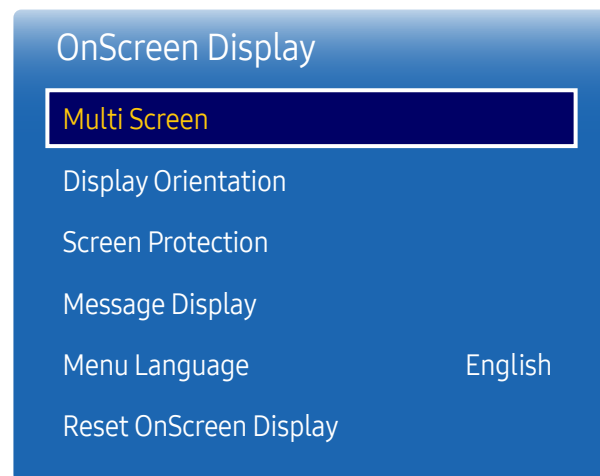 OnScreen Display
Multi Screen
Display Orientation
Screen Protection
Message Display
Menu Language English
Reset OnScreen Display